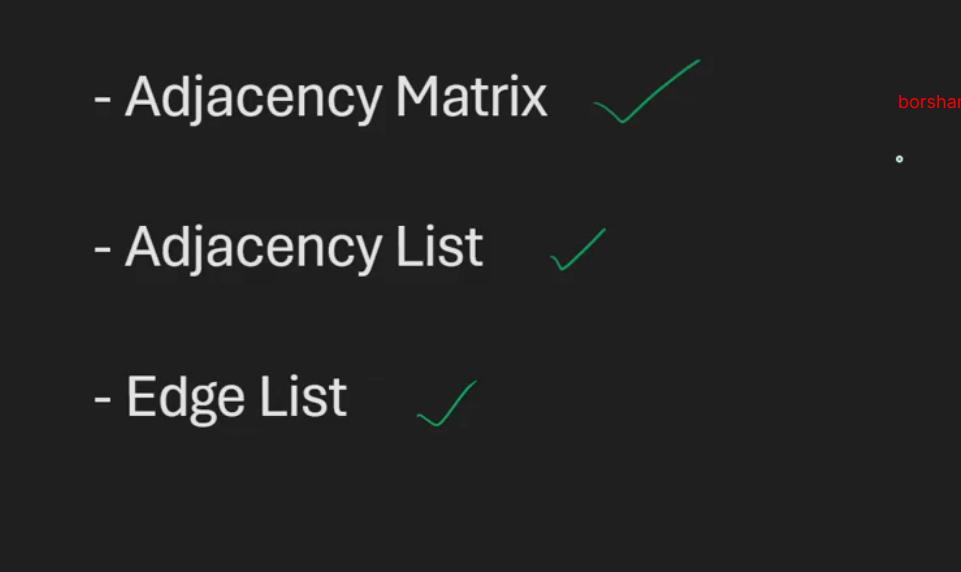 - Adjacency Matrix
- Adjacency List
- Edge List